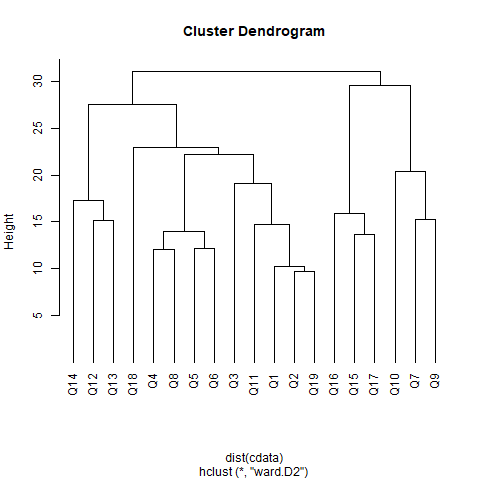 Cluster Dendrogram
Height
30
25
20
15
10
5
Q14
Q12
Q13
Q18
Q4
Q8
Q5
Q6
Q3
Q11
Q1
Q2
Q19
Q16
Q15
Q17
Q10
Q7
Q9
dist(cdata)
hclust (*, "ward.D2")